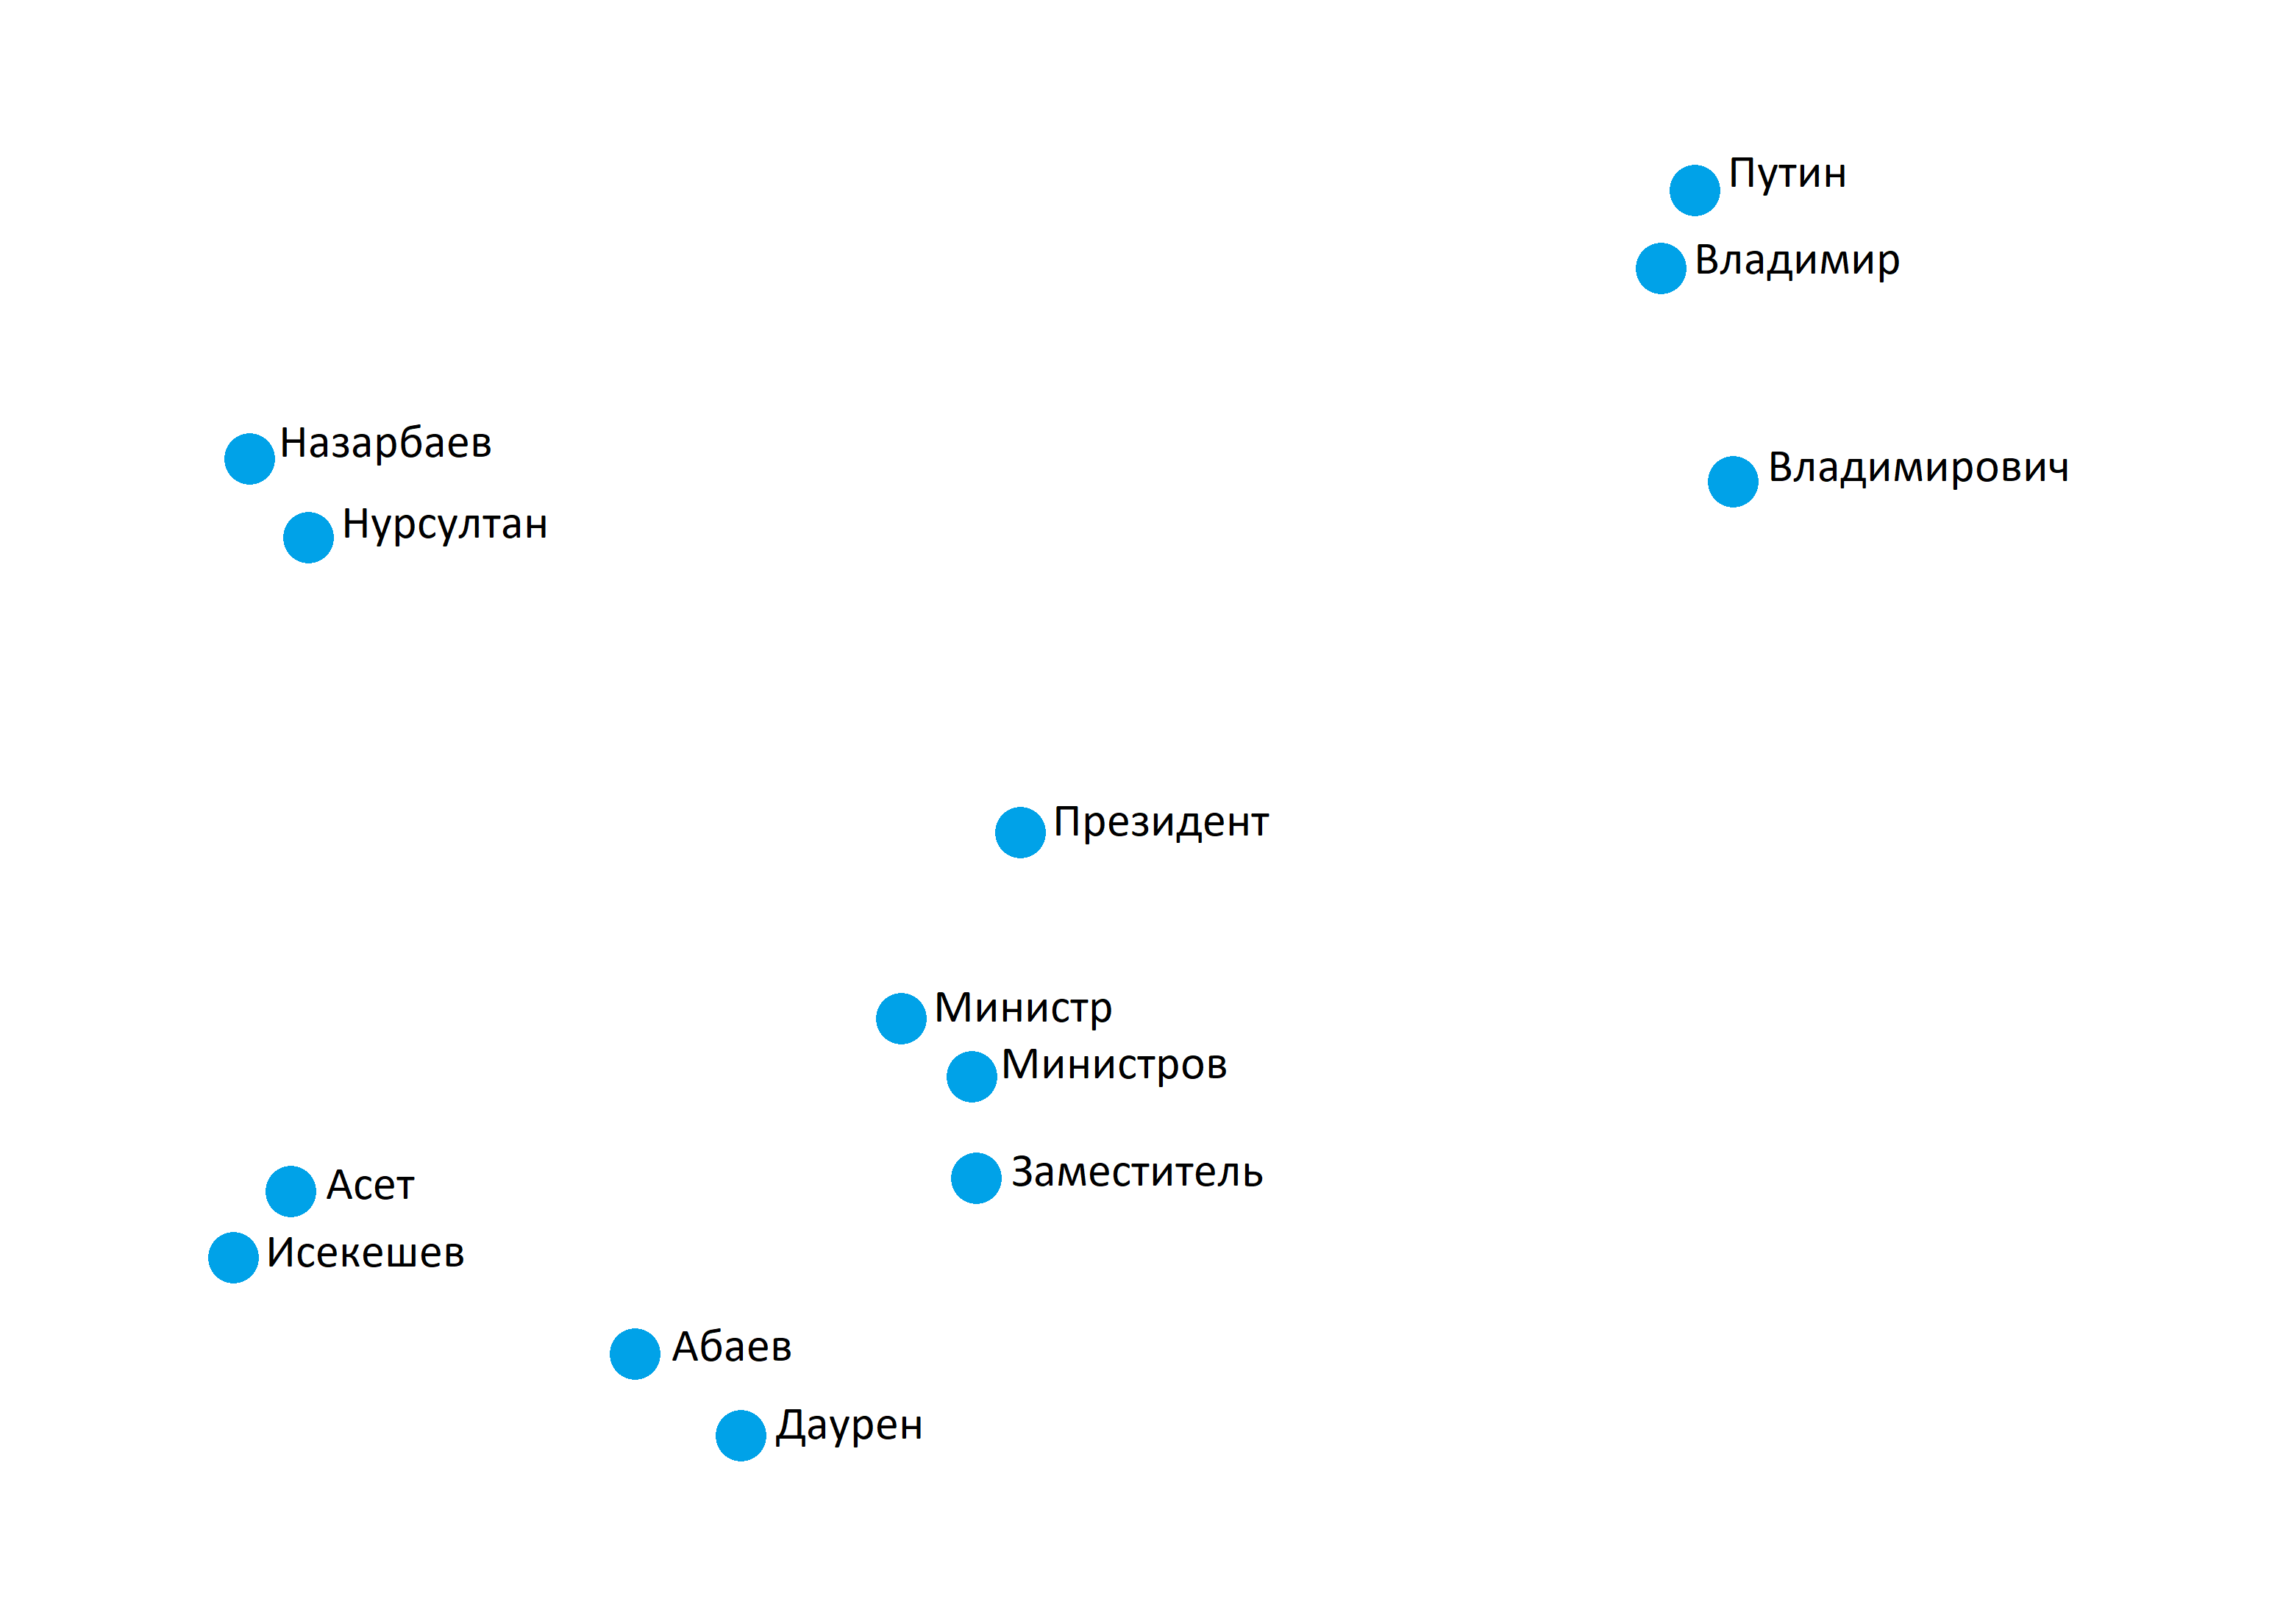 Путин
Владимир
Назарбаев
Владимирович
Нурсултан
Президент
Министр
Министров
Заместитель
Асет
Исекешев
Абаев
Даурен